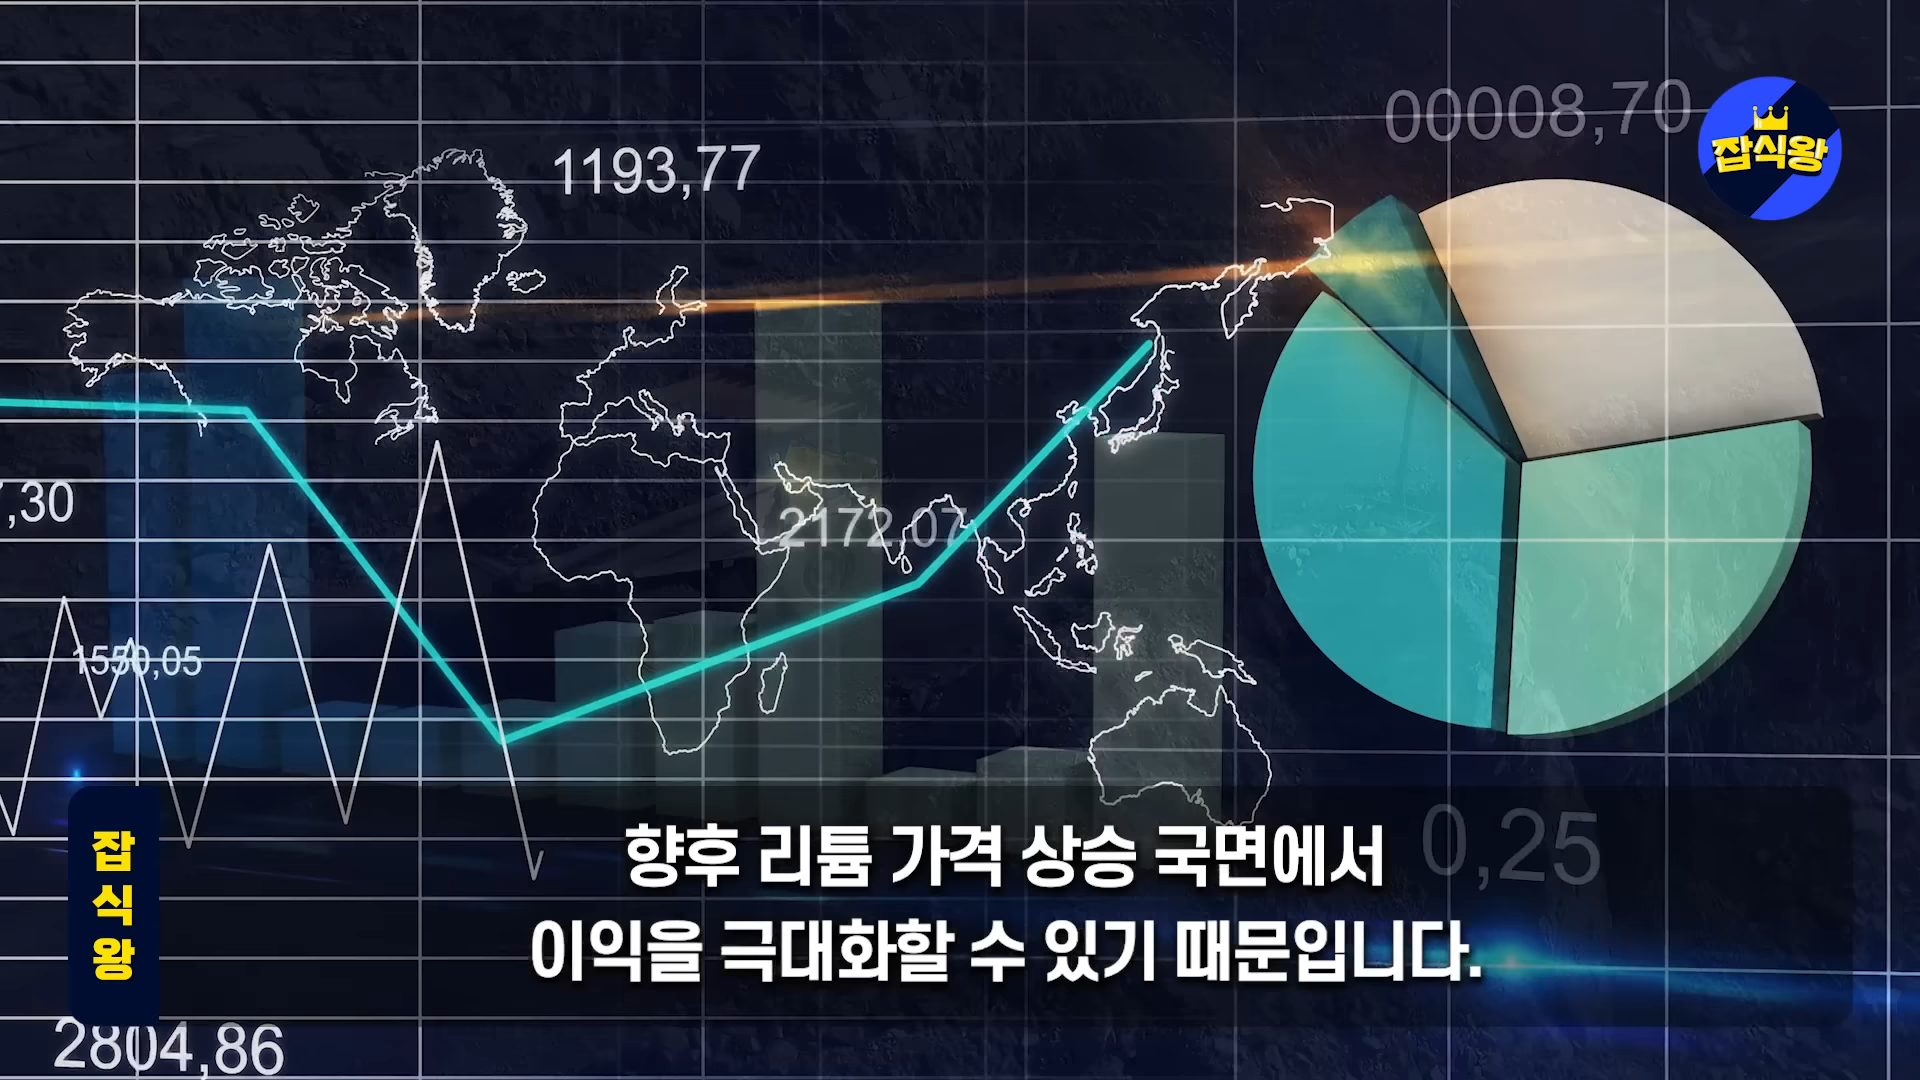 00008,70
잡식왕
1193,77
2172,07
,30
1550,05
0,25
잡식왕
향후 리튬 가격 상승 국면에서
이익을 극대화할 수 있기 때문입니다.
2804,86